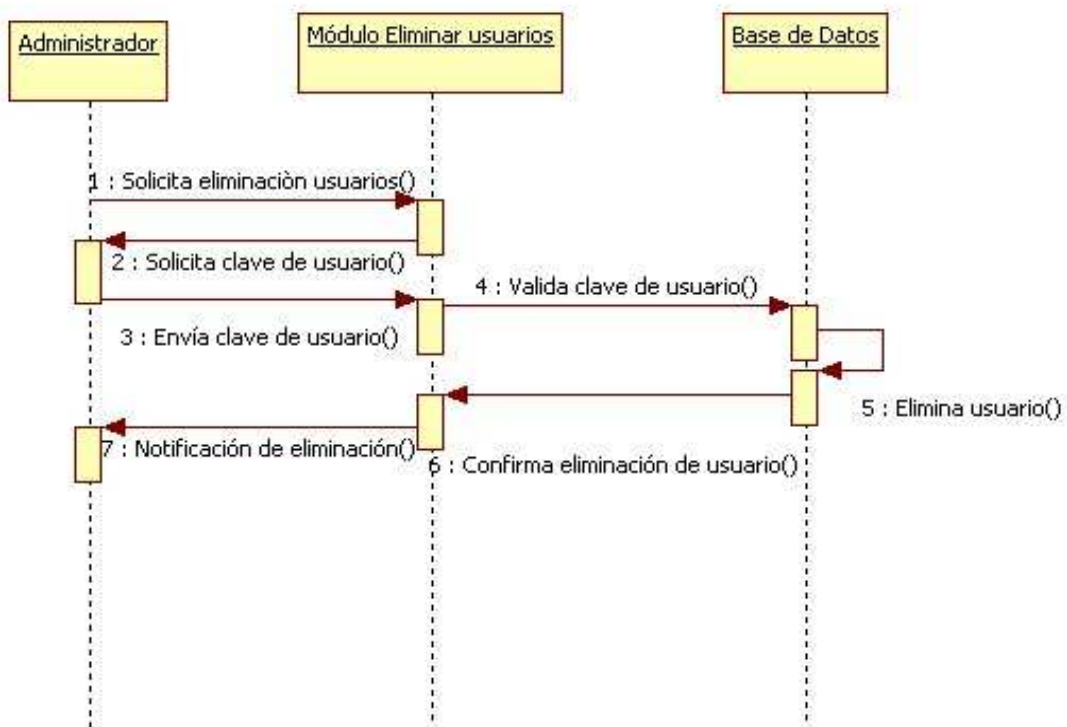 Administrador
Módulo Eliminar usuarios
Base de Datos
1 : Solicita eliminaciòn usuarios()
2 : Solicita clave de usuario()
4 : Valida clave de usuario()
3 : Envía clave de usuario()
5 : Elimina usuario()
7 : Notificación de eliminación()
6 : Confirma eliminación de usuario()